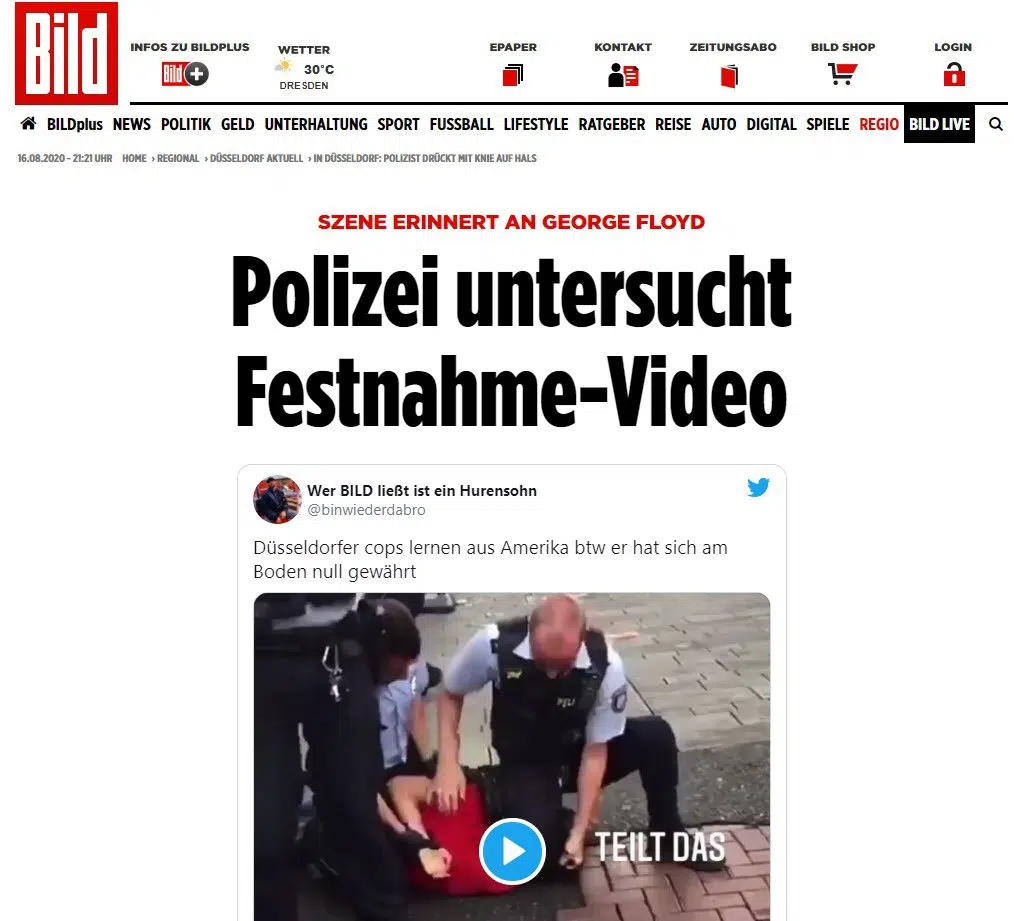 Bild
INFOS ZU BILDPLUS
Bild+
WETTER
30°C
DRESDEN
EPAPER
KONTAKT
ZEITUNGSABO
BILD SHOP
LOGIN
BILDplus NEWS POLITIK GELD UNTERHALTUNG SPORT FUSSBALL LIFESTYLE RATGEBER REISE AUTO DIGITAL SPIELE REGIO BILD LIVE
16.08.2020 - 21:21 UHR HOME › REGIONAL › DÜSSELDORF AKTUELL › IN DÜSSELDORF: POLIZIST DRÜCKT MIT KNIE AUF HALS
SZENE ERINNERT AN GEORGE FLOYD
Polizei untersucht
Festnahme-Video
Wer BILD ließt ist ein Hurensohn
@binwiederdabro
Düsseldorfer cops lernen aus Amerika btw er hat sich am
Boden null gewährt
TEILT DAS